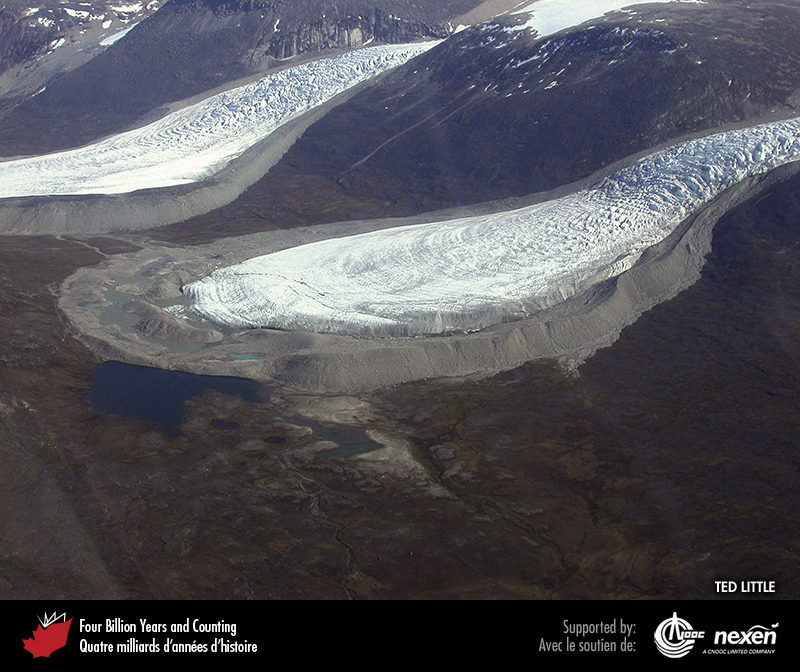 TED LITTLE
Four Billion Years and Counting
Quatre milliards d'années d'histoire
Supported by:
Avec le soutien de:
CNOOC
nexen
A CNOOC LIMITED COMPANY